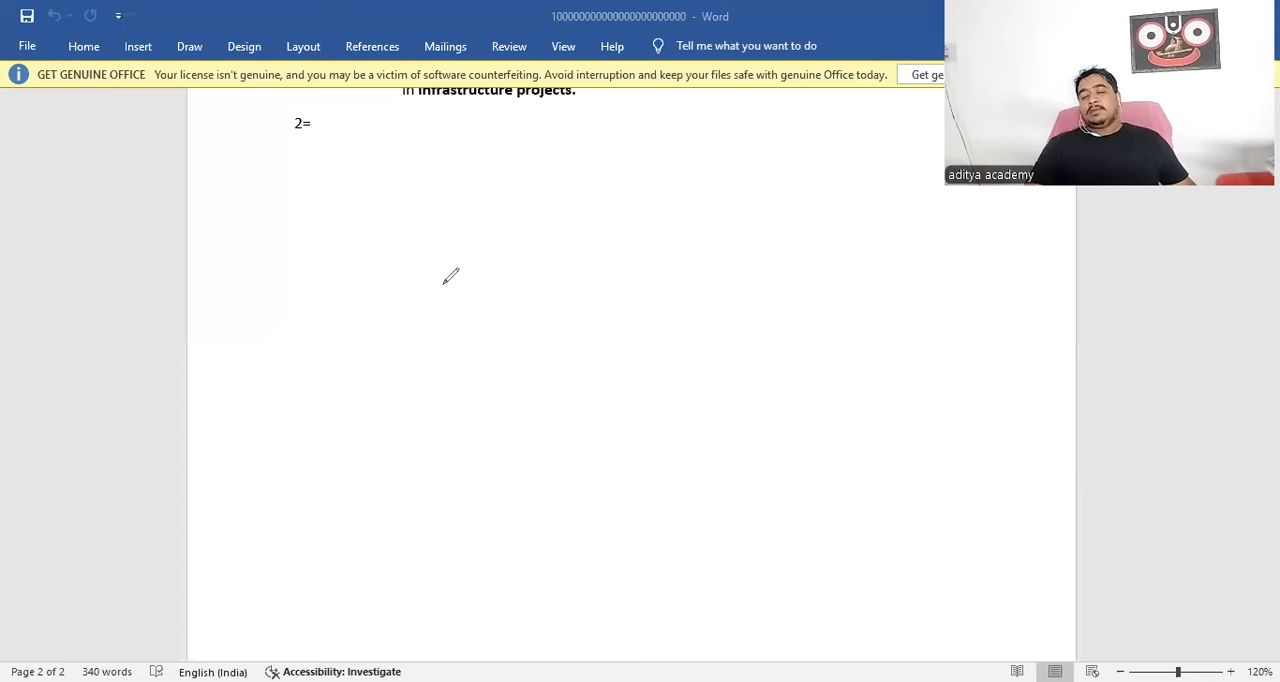 10000000000000000000000 - Word
File Home Insert Draw Design Layout References Mailings Review View Help Tell me what you want to do
GET GENUINE OFFICE Your license isn't genuine, and you may be a victim of software counterfeiting. Avoid interruption and keep your files safe with genuine Office today. Get ge
in infrastructure projects.
2=
aditya academy
Page 2 of 2 340 words English (India) Accessibility: Investigate 120%